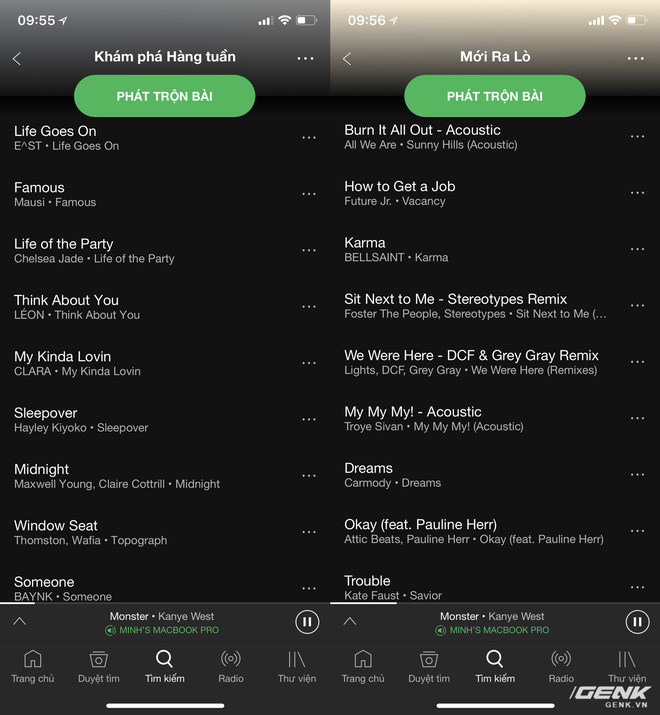 09:55
Khám phá Hàng tuần
PHÁT TRỘN BÀI
Life Goes On
E^ST • Life Goes On
Famous
Mausi • Famous
Life of the Party
Chelsea Jade • Life of the Party
Think About You
LÉON • Think About You
My Kinda Lovin
CLARA • My Kinda Lovin
Sleepover
Hayley Kiyoko • Sleepover
Midnight
Maxwell Young, Claire Cottrill • Midnight
Window Seat
Thomston, Wafia • Topograph
Someone
BAYNK • Someone
Monster • Kanye West
MINH'S MACBOOK PRO
Trang chủ
Duyệt tìm
Tìm kiếm
Radio
Thư viện
09:56
Mới Ra Lò
PHÁT TRỘN BÀI
Burn It All Out - Acoustic
All We Are • Sunny Hills (Acoustic)
How to Get a Job
Future Jr. • Vacancy
Karma
BELLSAINT • Karma
Sit Next to Me - Stereotypes Remix
Foster The People, Stereotypes • Sit Next to Me (…
We Were Here - DCF & Grey Gray Remix
Lights, DCF, Grey Gray • We Were Here (Remixes)
My My My! - Acoustic
Troye Sivan • My My My! (Acoustic)
Dreams
Carmody • Dreams
Okay (feat. Pauline Herr)
Attic Beats, Pauline Herr • Okay (feat. Pauline Herr)
Trouble
Kate Faust • Savior
Monster • Kanye West
MINH'S MACBOOK PRO
Trang chủ
Duyệt tìm
Tìm kiếm
Radio
Thư viện
GENK
GENK.VN